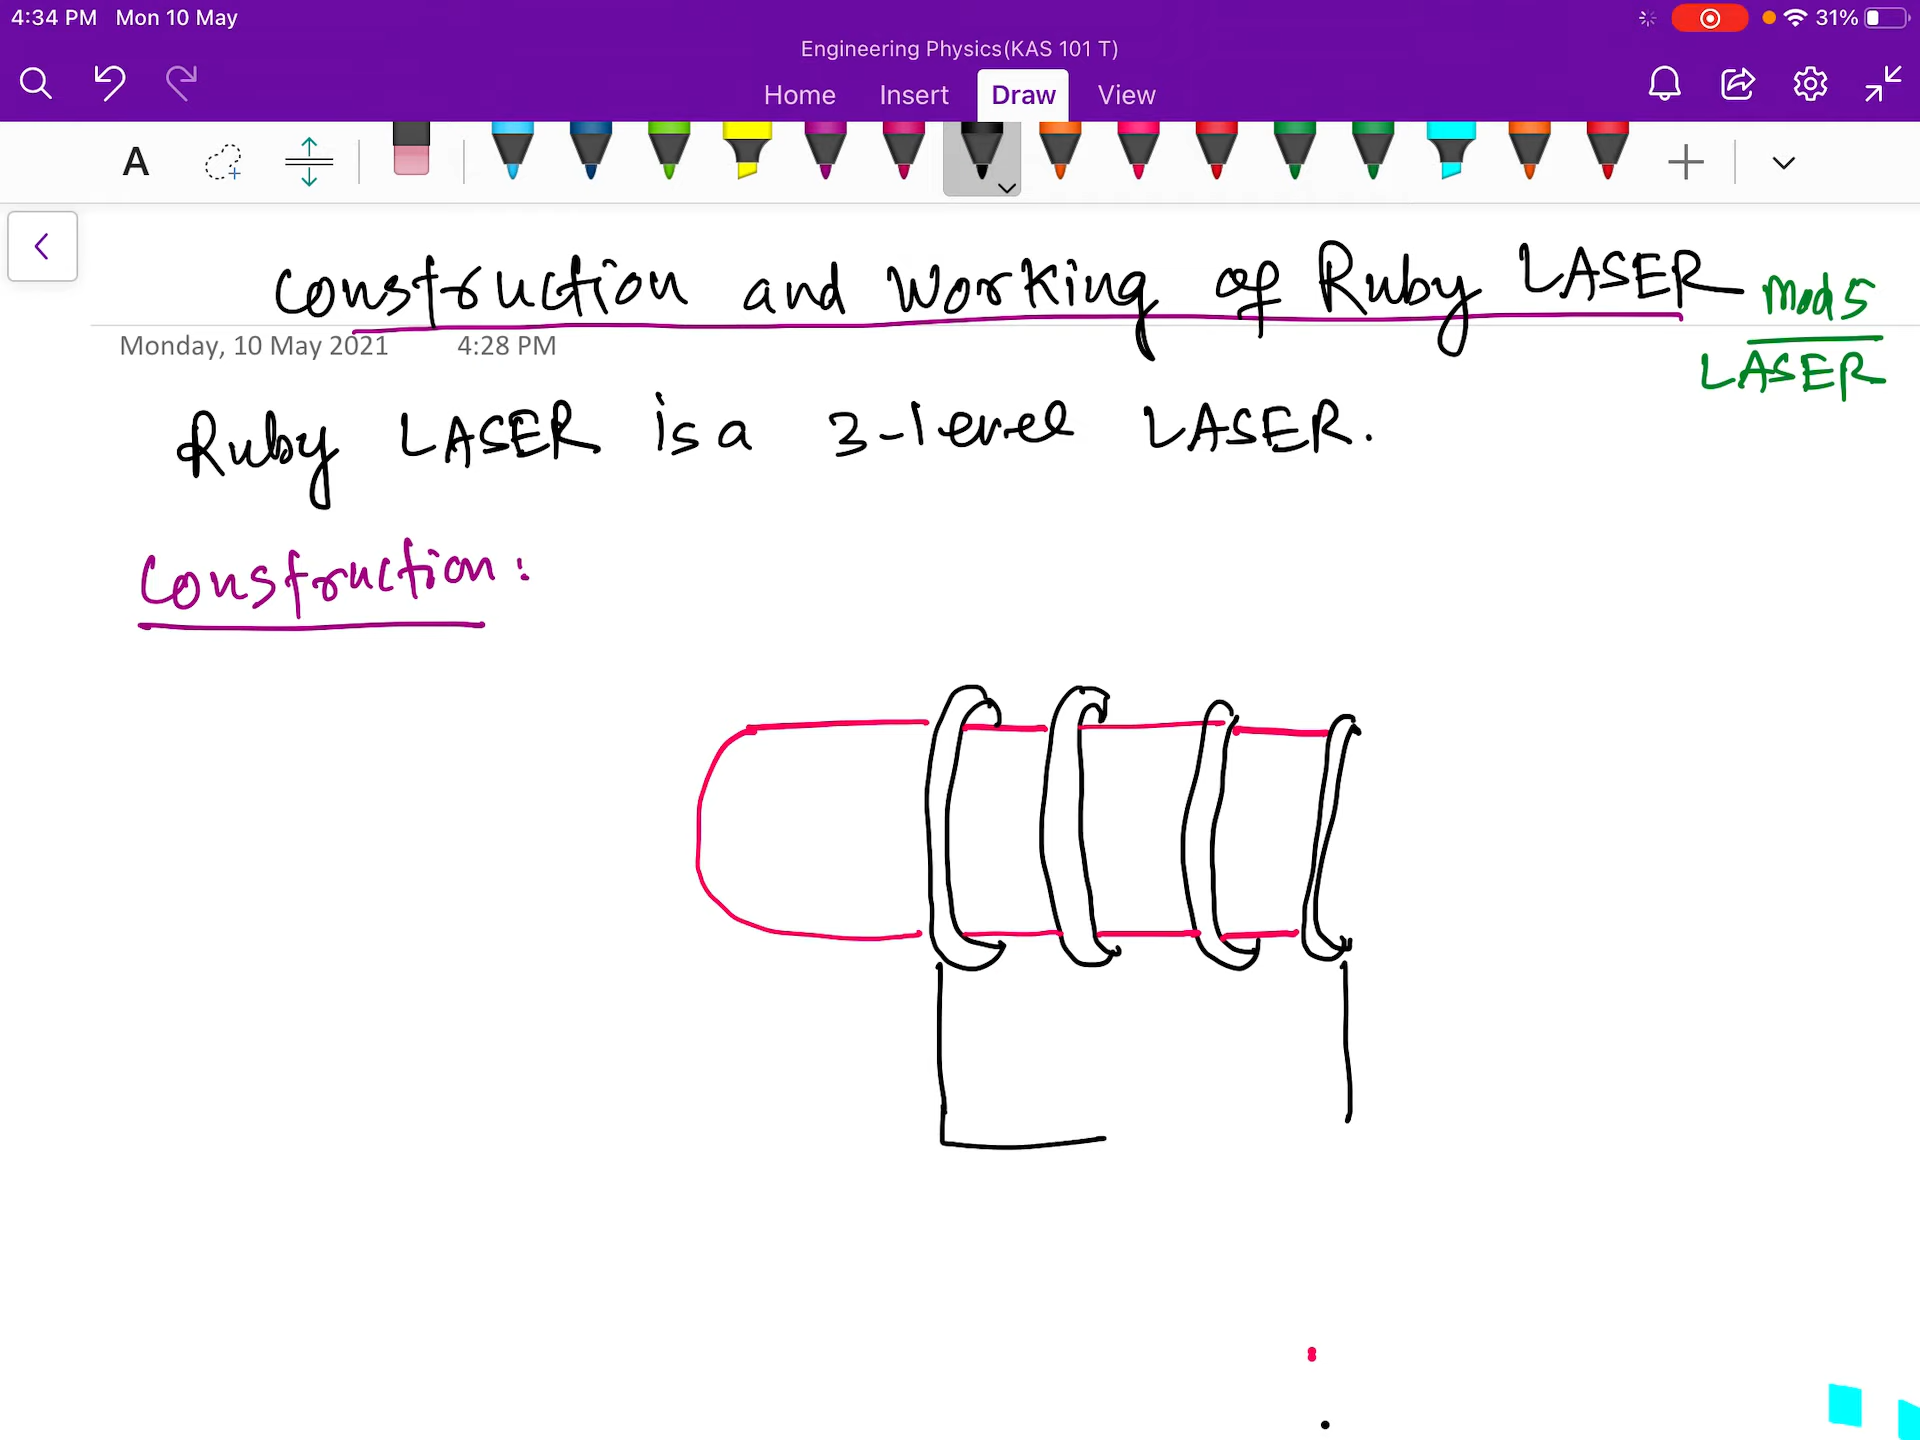 4:34 PM Mon 10 May 31%
Engineering Physics(KAS 101 T)
Home Insert Draw View
A
Construction and Working of Ruby LASER
Mod 5
LASER
Monday, 10 May 2021 4:28 PM
Ruby LASER is a 3-level LASER.
Construction: